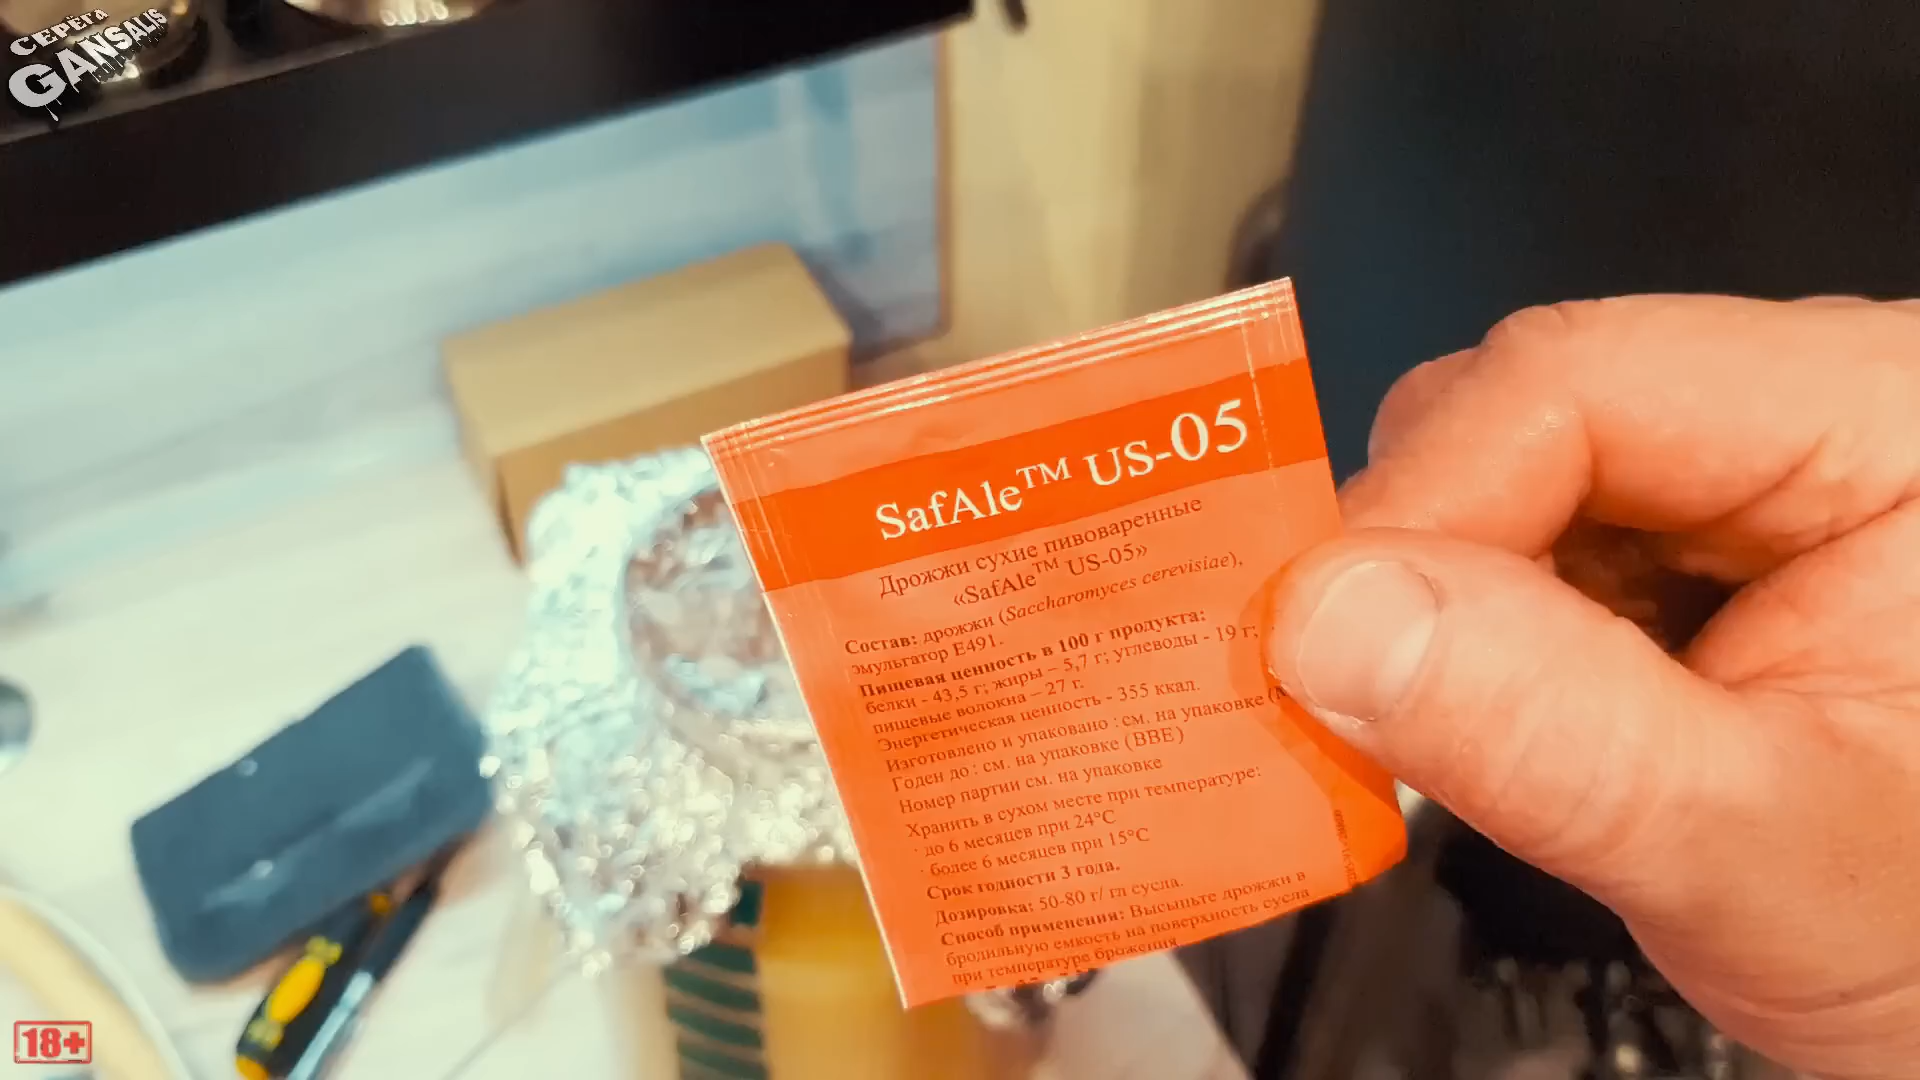 СЕРЁГА
GANSALIS
SafAle™ US-05
Дрожжи сухие пивоваренные
«SafAle™ US-05»
Состав: дрожжи (Saccharomyces cerevisiae),
эмульгатор E491.
Пищевая ценность в 100 г продукта:
белки - 43,5 г; жиры – 5,7 г; углеводы - 19 г;
пищевые волокна – 27 г.
Энергетическая ценность - 355 ккал.
Изготовлено и упаковано : см. на упаковке
Годен до : см. на упаковке (BBE)
Номер партии см. на упаковке
Хранить в сухом месте при температуре:
· до 6 месяцев при 24°C
· более 6 месяцев при 15°C
Срок годности 3 года.
Дозировка: 50-80 г/ гл сусла.
Способ применения: Высыпьте дрожжи в
бродильную емкость на поверхность сусла
при температуре брожения
18+